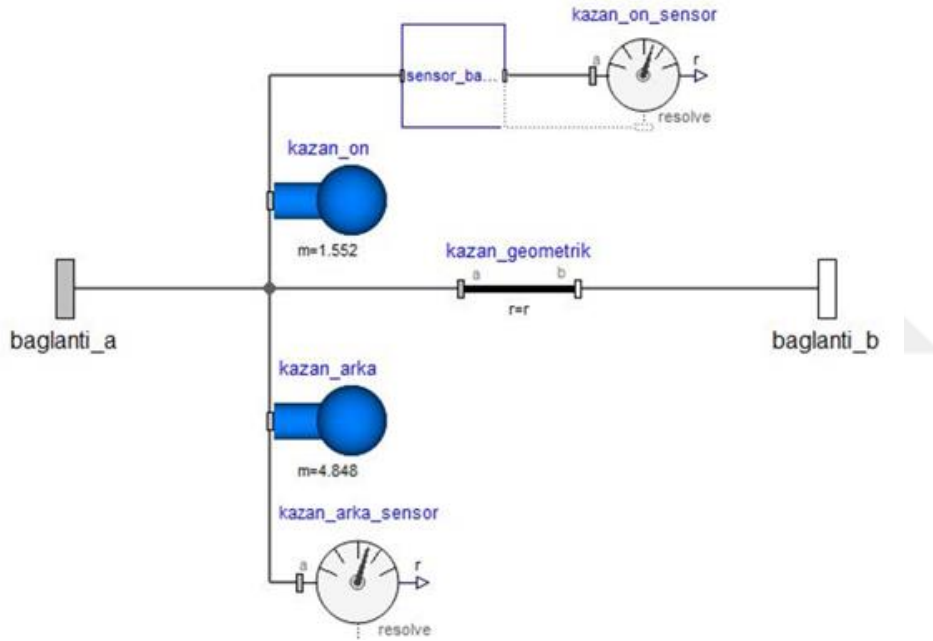 kazan_on_sensor
a
r
sensor_ba...
resolve
kazan_on
m=1.552
kazan_geometrik
a
b
r=r
baglanti_a
baglanti_b
kazan_arka
m=4.848
kazan_arka_sensor
a
r
resolve